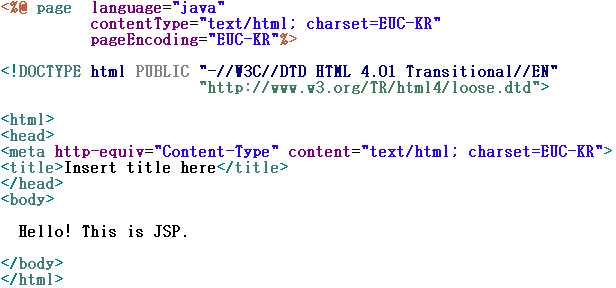 <%@ page  language="java"
          contentType="text/html; charset=EUC-KR"
          pageEncoding="EUC-KR"%>

<!DOCTYPE html PUBLIC "-//W3C//DTD HTML 4.01 Transitional//EN"
                      "http://www.w3.org/TR/html4/loose.dtd">

<html>
<head>
<meta http-equiv="Content-Type" content="text/html; charset=EUC-KR">
<title>Insert title here</title>
</head>
<body>

  Hello! This is JSP.

</body>
</html>